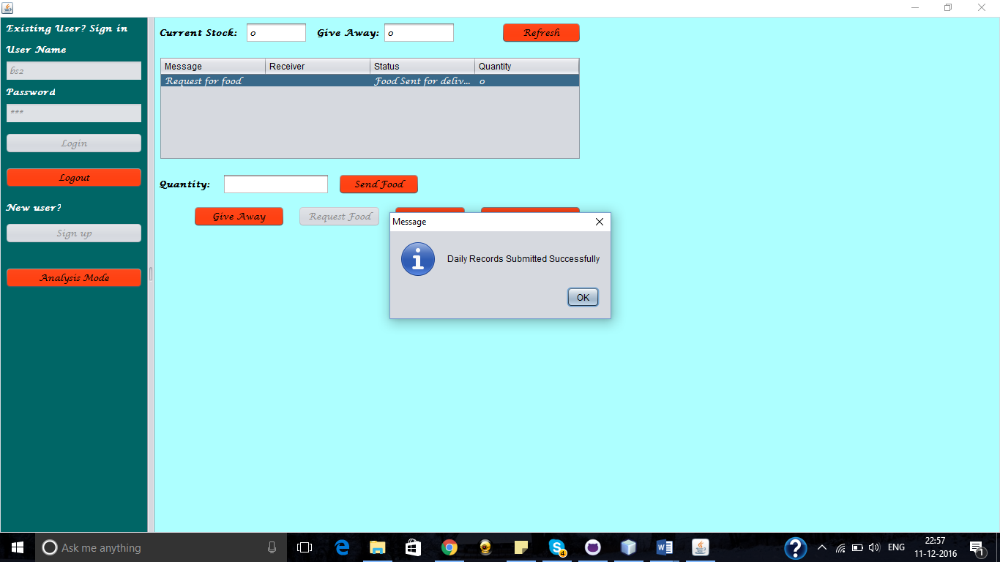 Existing User? Sign in
User Name
bs2
Password
***
Login
Logout
New user?
Sign up
Analysis Mode
Current Stock: 0 Give Away: 0 Refresh
Message Receiver Status Quantity
Request for food Food Sent for deliv... 0
Quantity: Send Food
Give Away Request Food
Message
Daily Records Submitted Successfully
OK
Ask me anything
4
ENG
22:57
11-12-2016
1